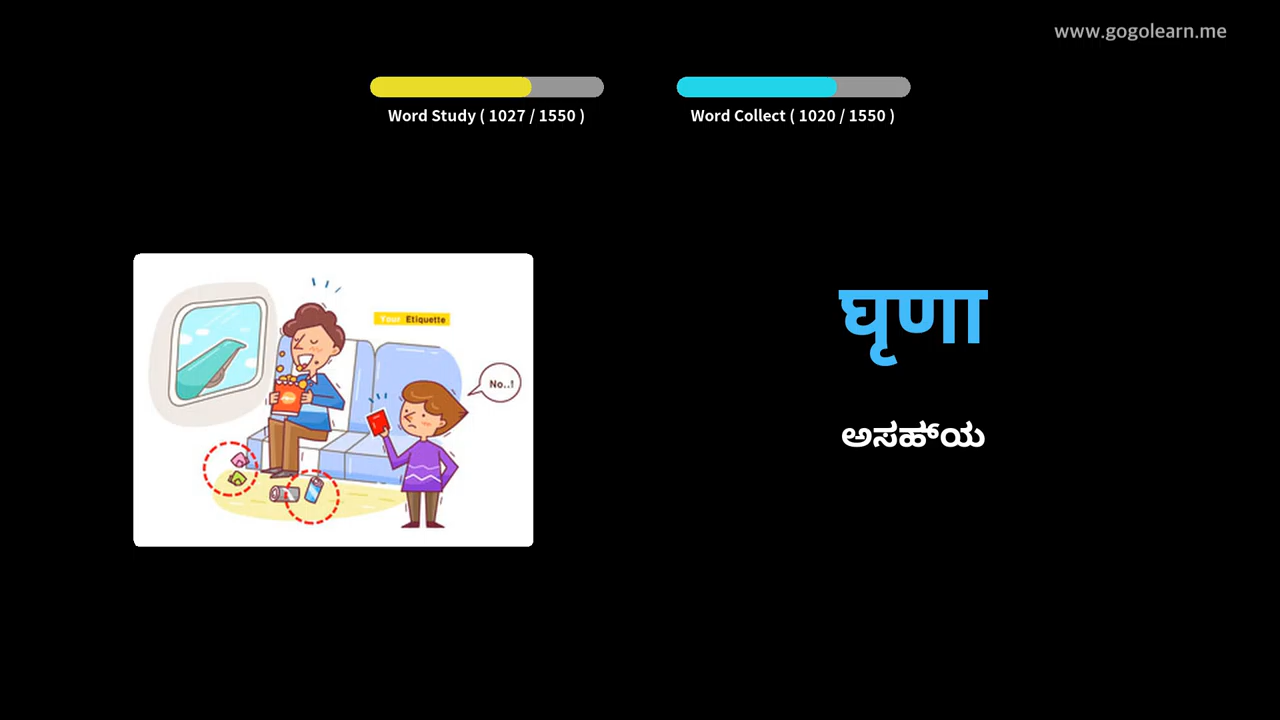 www.gogolearn.me
Word Study ( 1027 / 1550 )
Word Collect ( 1020 / 1550 )
Your Etiquette
No..!
घृणा
ಅಸಹ್‌ಯ